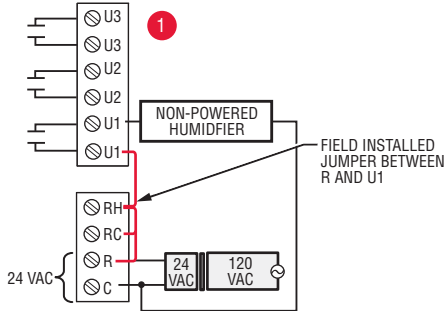 U3
1
U3
U2
U2
U1
NON-POWERED
HUMIDFIER
U1
FIELD INSTALLED
JUMPER BETWEEN
R AND U1
RH
RC
R
24 VAC
C
24
VAC
120
VAC